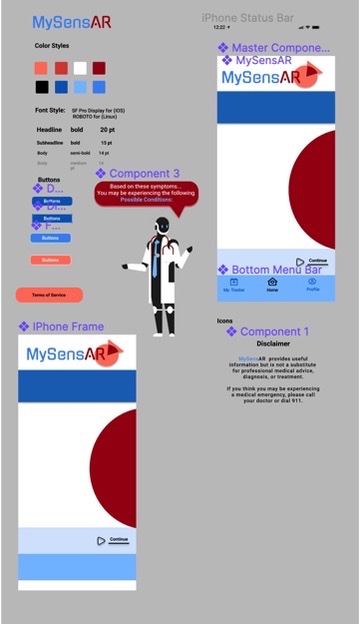 MySensAR
Color Styles
Font Style: SF Pro Display for (iOS)
ROBOTO for (Linux)
Headline bold 20 pt
Subheadline bold 15 pt
Body semi-bold 14 pt
Body medium 14
pt
Buttons
D...
Buttons
Di...
Buttons
F...
Buttons
Buttons
Terms of Service
Component 3
Based on these symptoms...
You may be experiencing the following
Possible Conditions:
iPhone Status Bar
12:22
Master Compone...
MySensAR
MySensAR
Continue
Bottom Menu Bar
Home
Profile
Icons
Component 1
Disclaimer
MySensAR provides useful
information but is not a substitute
for professional medical advice,
diagnosis, or treatment.
If you think you may be experiencing
a medical emergency, please call
your doctor or dial 911.
IPhone Frame
MySensAR
Continue